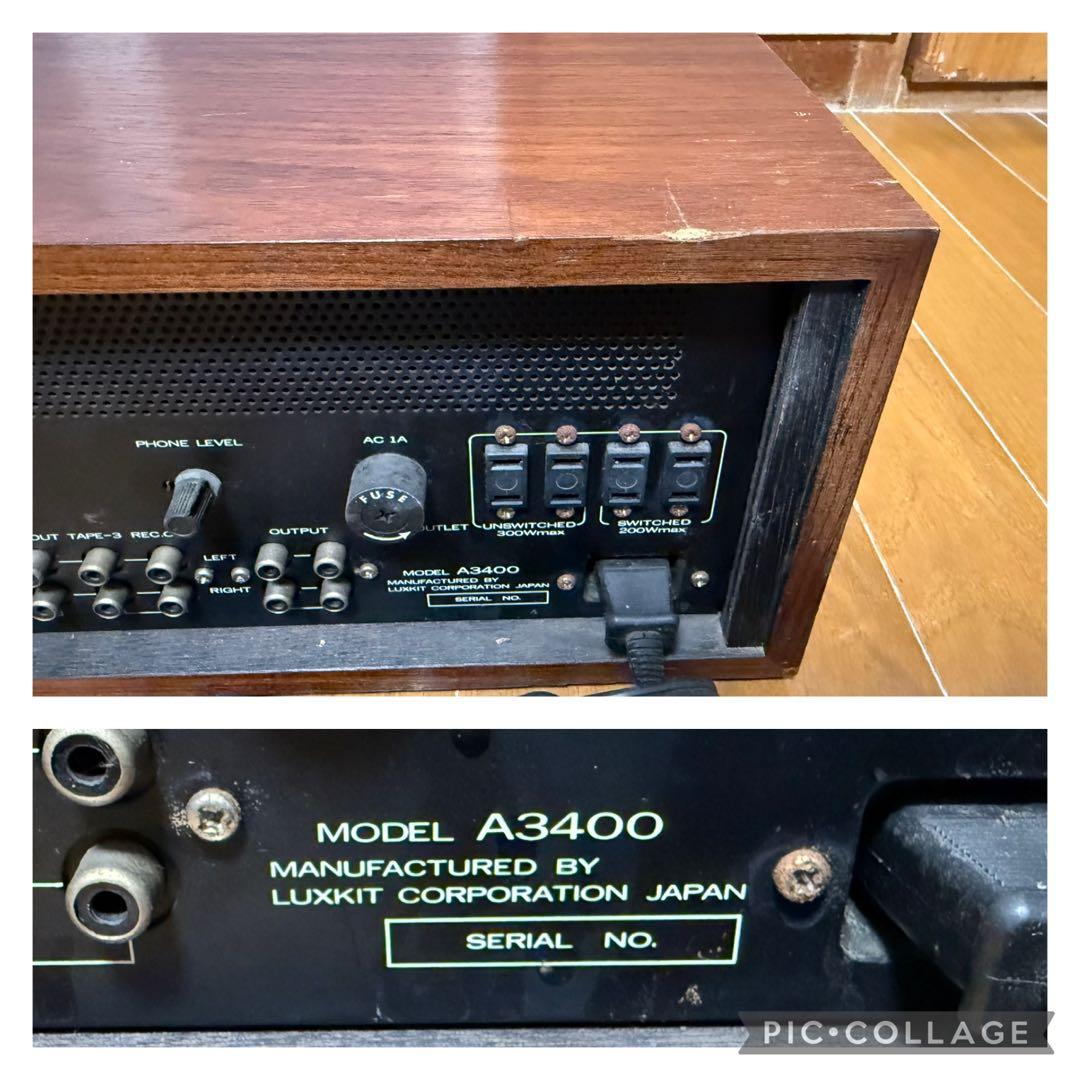 PHONE LEVEL
AC 1A
FUSE
OUT TAPE-3 REC.O
OUTPUT
OUTLET
UNSWITCHED
300Wmax
SWITCHED
200Wmax
LEFT
RIGHT
MODEL A3400
MANUFACTURED BY
LUXKIT CORPORATION JAPAN
SERIAL NO.
MODEL A3400
MANUFACTURED BY
LUXKIT CORPORATION JAPAN
SERIAL NO.
PIC•COLLAGE